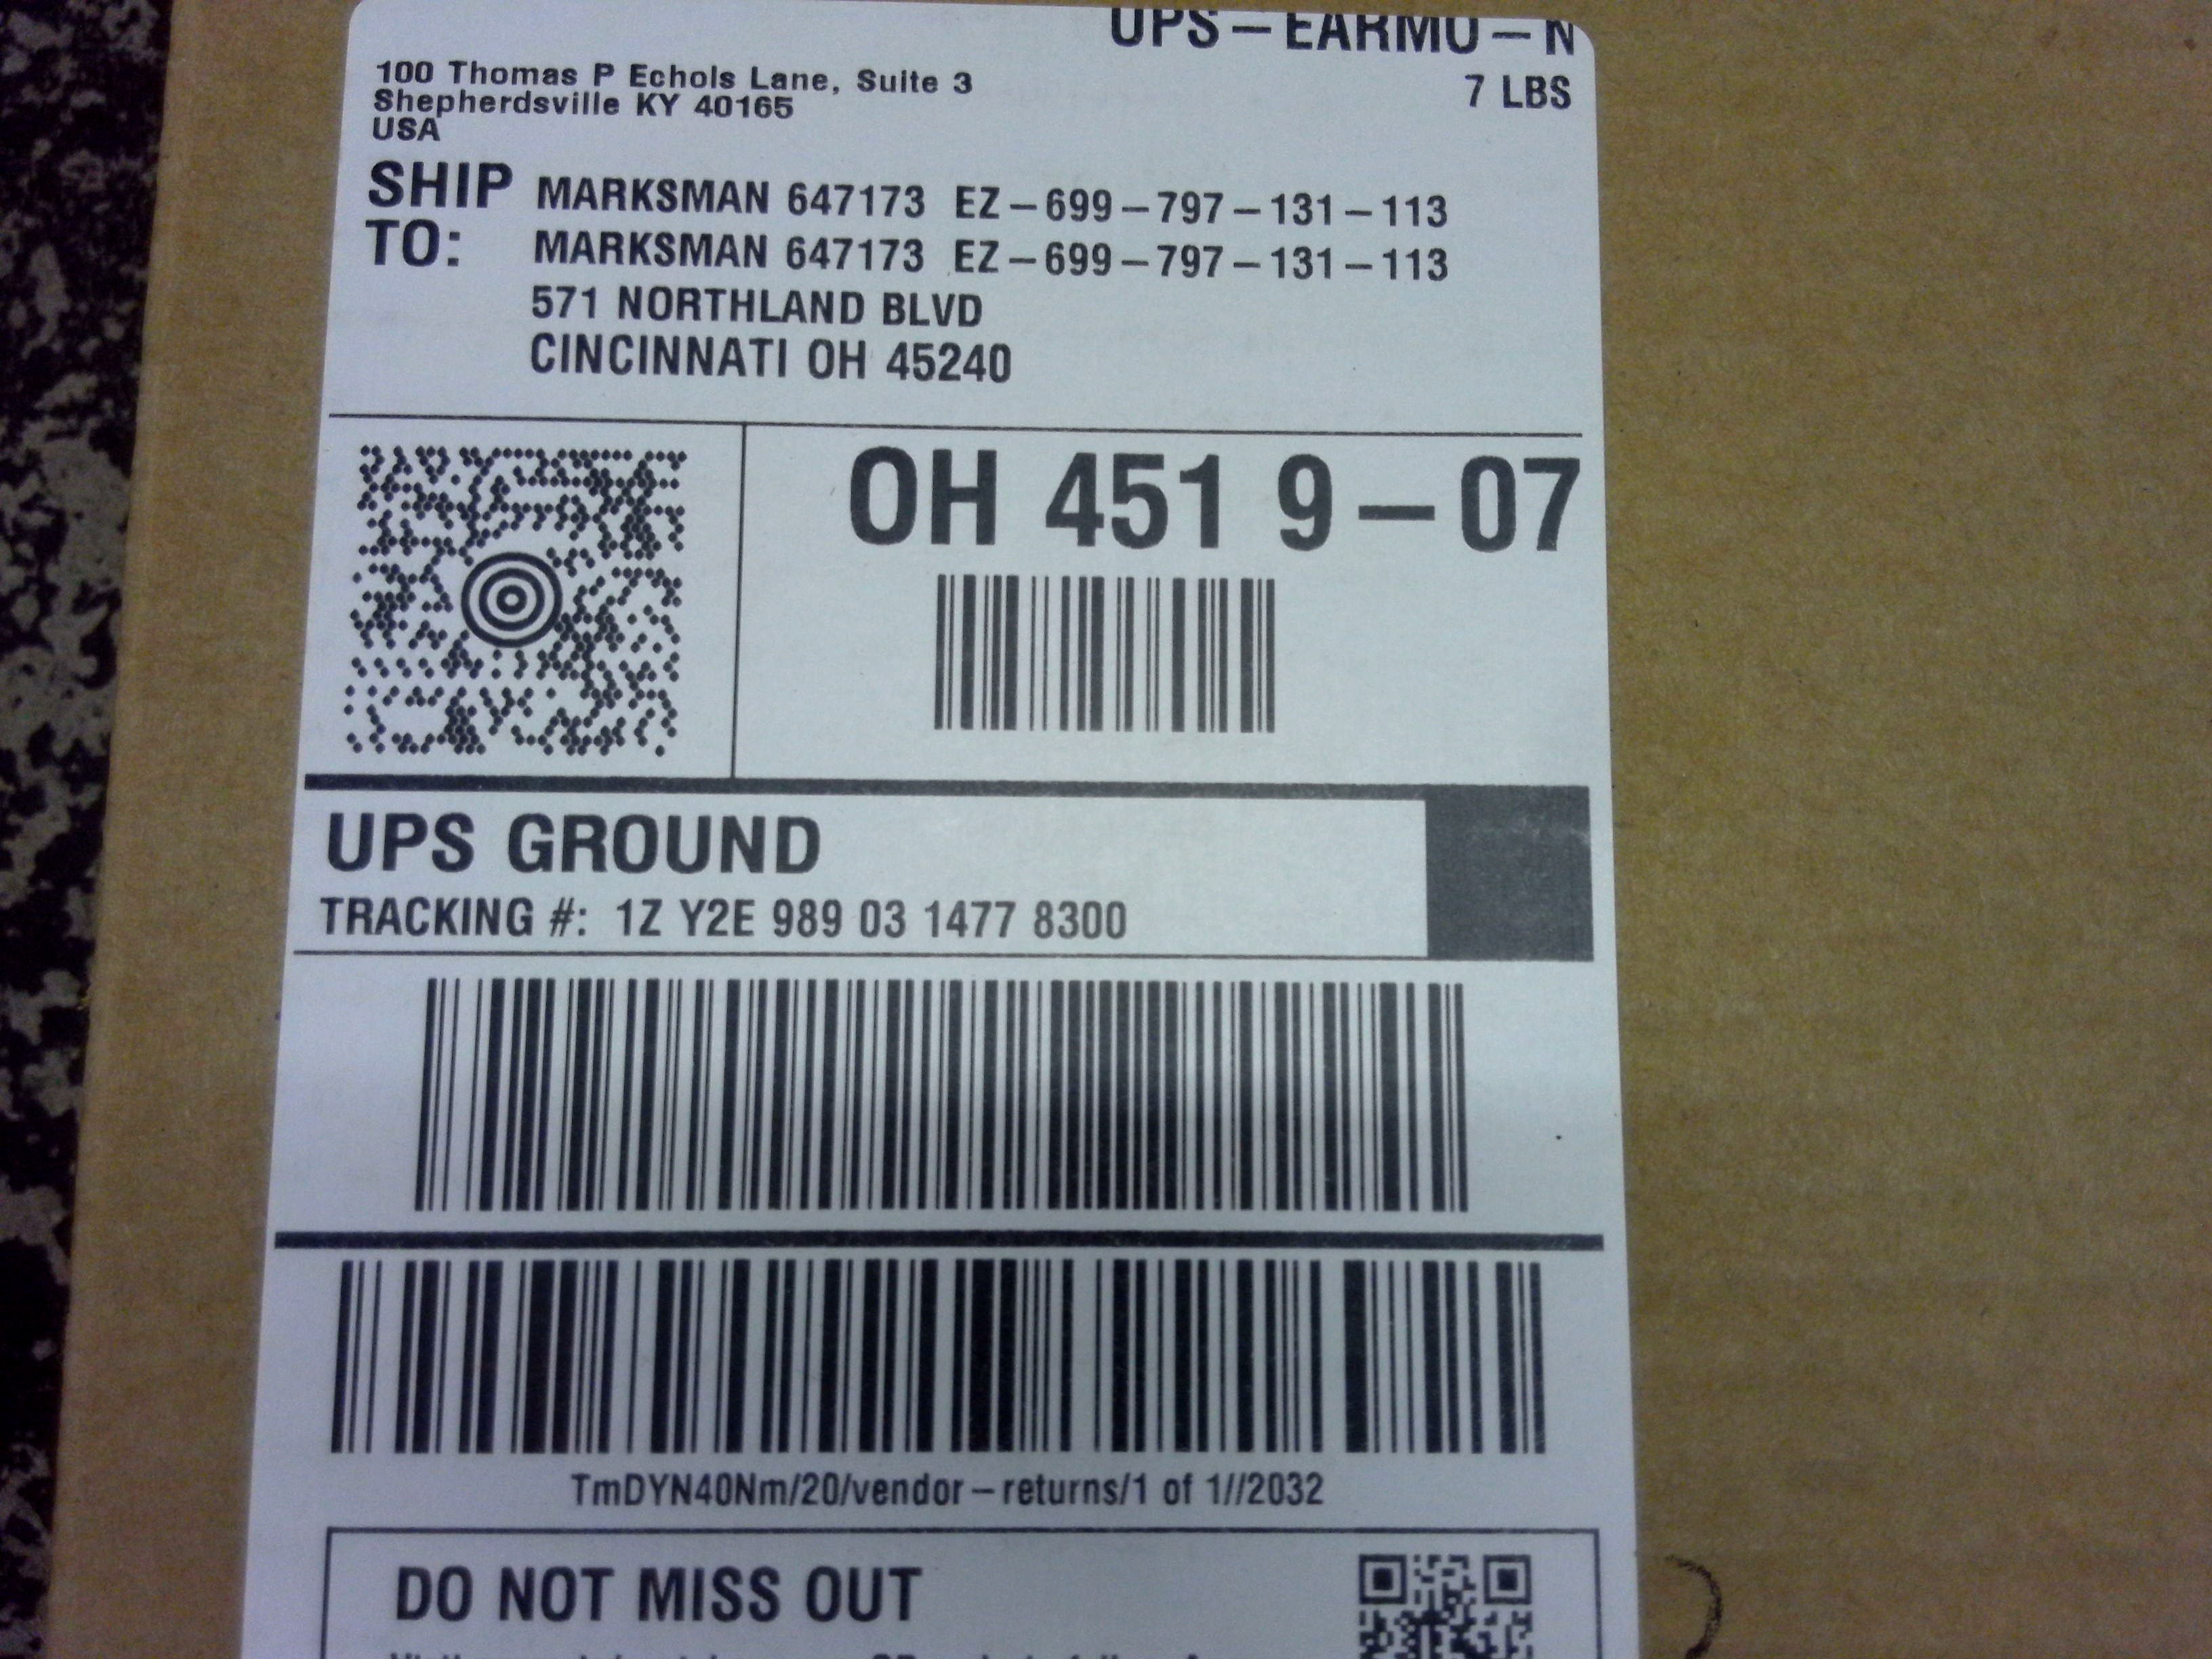 UPS – EARMO – N
7 LBS
100 Thomas P Echols Lane, Suite 3
Shepherdsville KY 40165
USA
SHIP TO:
MARKSMAN 647173 EZ – 699 – 797 – 131 – 113
MARKSMAN 647173 EZ – 699 – 797 – 131 – 113
571 NORTHLAND BLVD
CINCINNATI OH 45240
OH 451 9 – 07
UPS GROUND
TRACKING #: 1Z Y2E 989 03 1477 8300
TmDYN40Nm/20/vendor – returns/1 of 1//2032
DO NOT MISS OUT